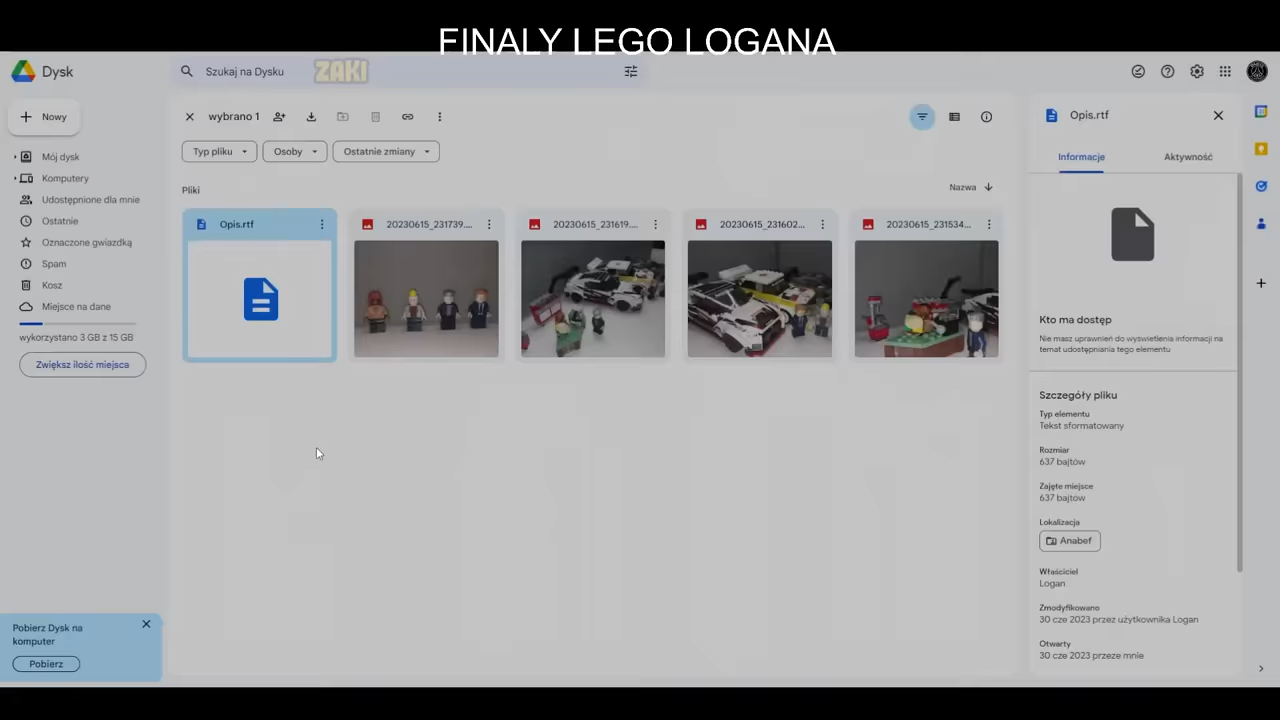 FINALY LEGO LOGANA
Dysk
Szukaj na Dysku
ZAKI
Nowy
wybrano 1
Opis.rtf
Typ pliku
Osoby
Ostatnie zmiany
Informacje
Aktywność
Mój dysk
Komputery
Udostępnione dla mnie
Ostatnie
Oznaczone gwiazdką
Spam
Kosz
Miejsce na dane
wykorzystano 3 GB z 15 GB
Zwiększ ilość miejsca
Pliki
Nazwa
Opis.rtf
20230615_231739....
20230615_231619....
20230615_231602...
20230615_231534...
Kto ma dostęp
Nie masz uprawnień do wyświetlenia informacji na
temat udostępniania tego elementu
Szczegóły pliku
Typ elementu
Tekst sformatowany
Rozmiar
637 bajtów
Zajęte miejsce
637 bajtów
Lokalizacja
Anabef
Właściciel
Logan
Zmodyfikowano
30 cze 2023 przez użytkownika Logan
Otwarty
30 cze 2023 przeze mnie
Pobierz Dysk na
komputer
Pobierz